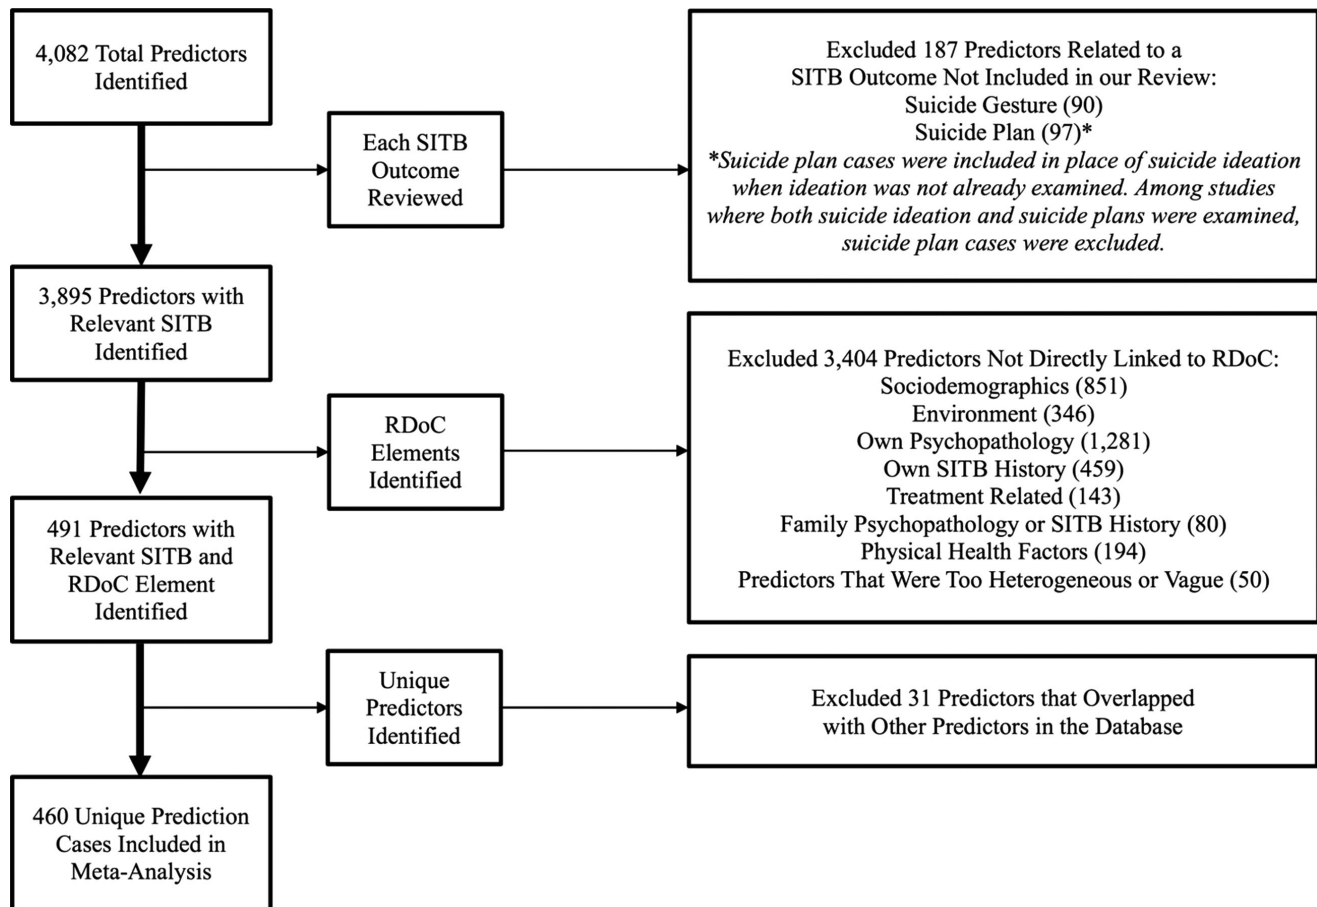 4,082 Total Predictors
Identified
Each SITB
Outcome
Reviewed
Excluded 187 Predictors Related to a
SITB Outcome Not Included in our Review:
Suicide Gesture (90)
Suicide Plan (97)*
*Suicide plan cases were included in place of suicide ideation
when ideation was not already examined. Among studies
where both suicide ideation and suicide plans were examined,
suicide plan cases were excluded.
3,895 Predictors with
Relevant SITB
Identified
RDoC
Elements
Identified
Excluded 3,404 Predictors Not Directly Linked to RDoC:
Sociodemographics (851)
Environment (346)
Own Psychopathology (1,281)
Own SITB History (459)
Treatment Related (143)
Family Psychopathology or SITB History (80)
Physical Health Factors (194)
Predictors That Were Too Heterogeneous or Vague (50)
491 Predictors with
Relevant SITB and
RDoC Element
Identified
Unique
Predictors
Identified
Excluded 31 Predictors that Overlapped
with Other Predictors in the Database
460 Unique Prediction
Cases Included in
Meta-Analysis